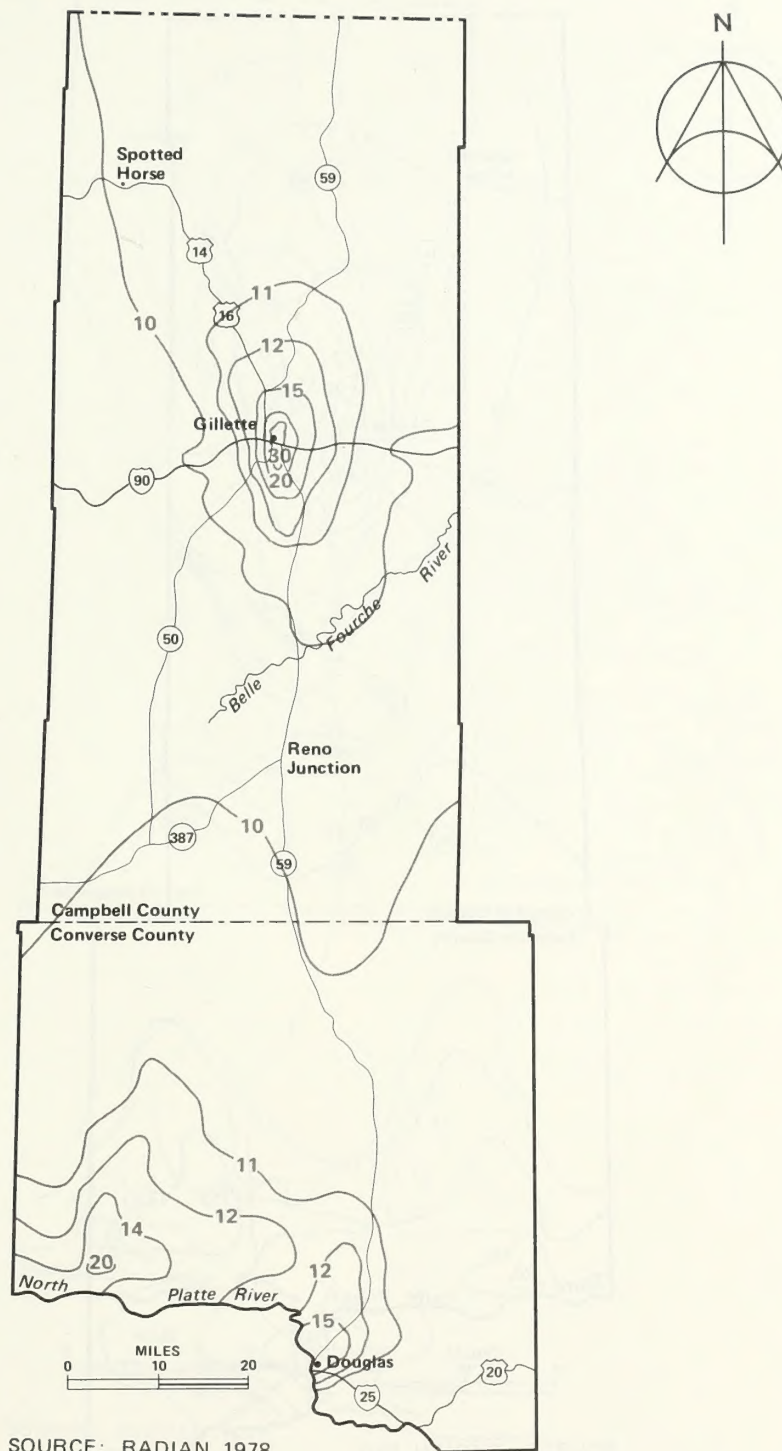 N
Spotted
Horse
59
14
11
16
10
12
15
Gillette
30
20
90
River
Fourche
50
Belle
Reno
Junction
10
387
59
Campbell County
Converse County
11
12
14
12
20
North Platte River
15
MILES
0 10 20
Douglas
20
25
SOURCE: RADIAN, 1978